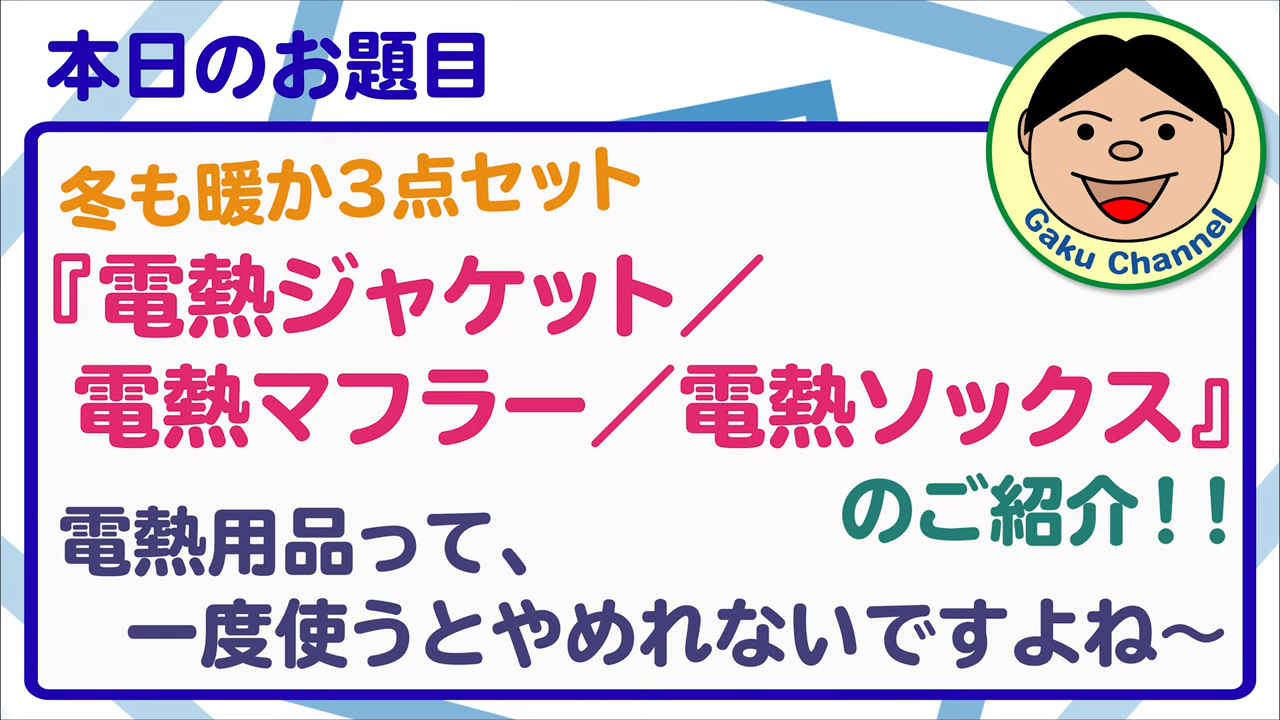 本日のお題目
冬も暖か3点セット
『電熱ジャケット／
電熱マフラー／電熱ソックス』
のご紹介！！
電熱用品って、
一度使うとやめれないですよね～
Gaku Channel